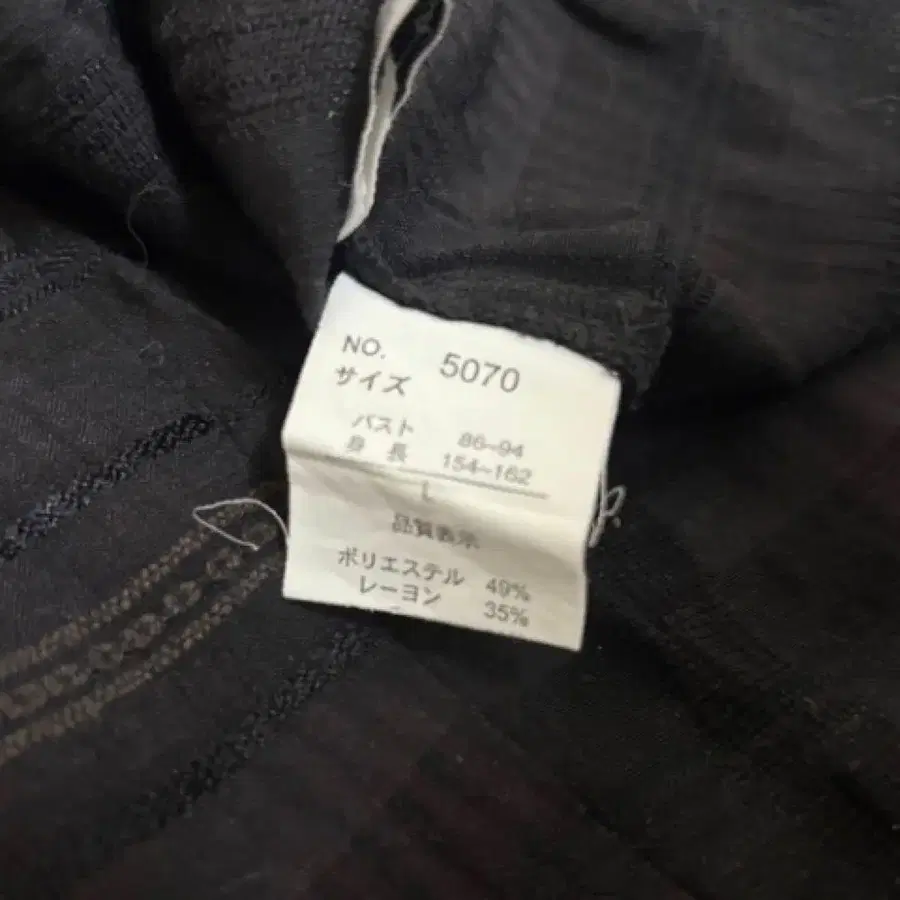 NO. 5070
サイズ
バスト 86~94
身長 154~162
L
品質表示
ポリエステル 49%
レーヨン 35%